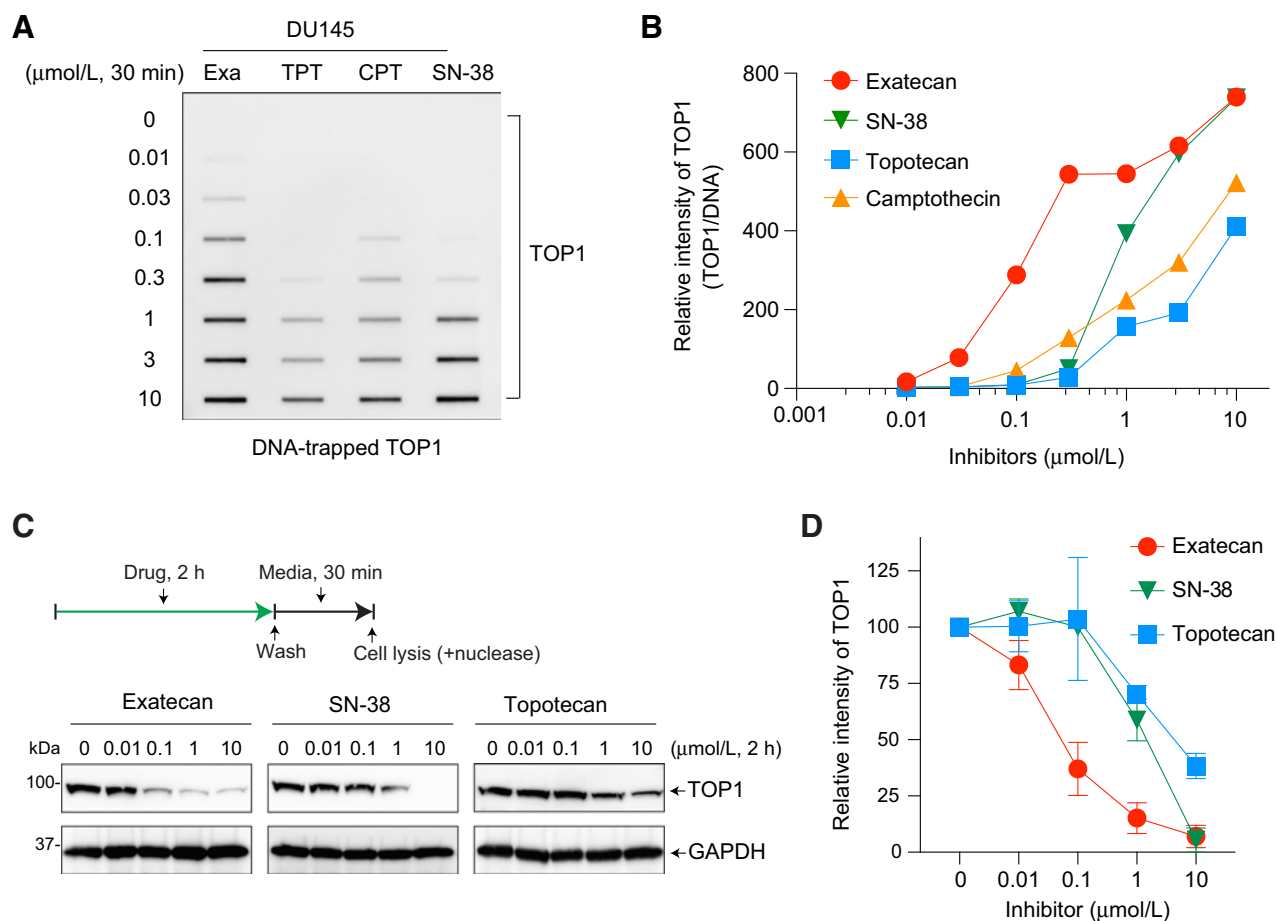 A
DU145
(μmol/L, 30 min) Exa TPT CPT SN-38
0
0.01
0.03
0.1
0.3
1
3
10
TOP1
DNA-trapped TOP1
B
Relative intensity of TOP1
(TOP1/DNA)
800
600
400
200
0
Exatecan
SN-38
Topotecan
Camptothecin
0.001 0.01 0.1 1 10
Inhibitors (μmol/L)
C
Drug, 2 h Media, 30 min
Wash
Cell lysis (+nuclease)
Exatecan SN-38 Topotecan
kDa 0 0.01 0.1 1 10 0 0.01 0.1 1 10 0 0.01 0.1 1 10 (μmol/L, 2 h)
100-
TOP1
37-
GAPDH
D
Relative intensity of TOP1
125
100
75
50
25
0
Exatecan
SN-38
Topotecan
0 0.01 0.1 1 10
Inhibitor (μmol/L)